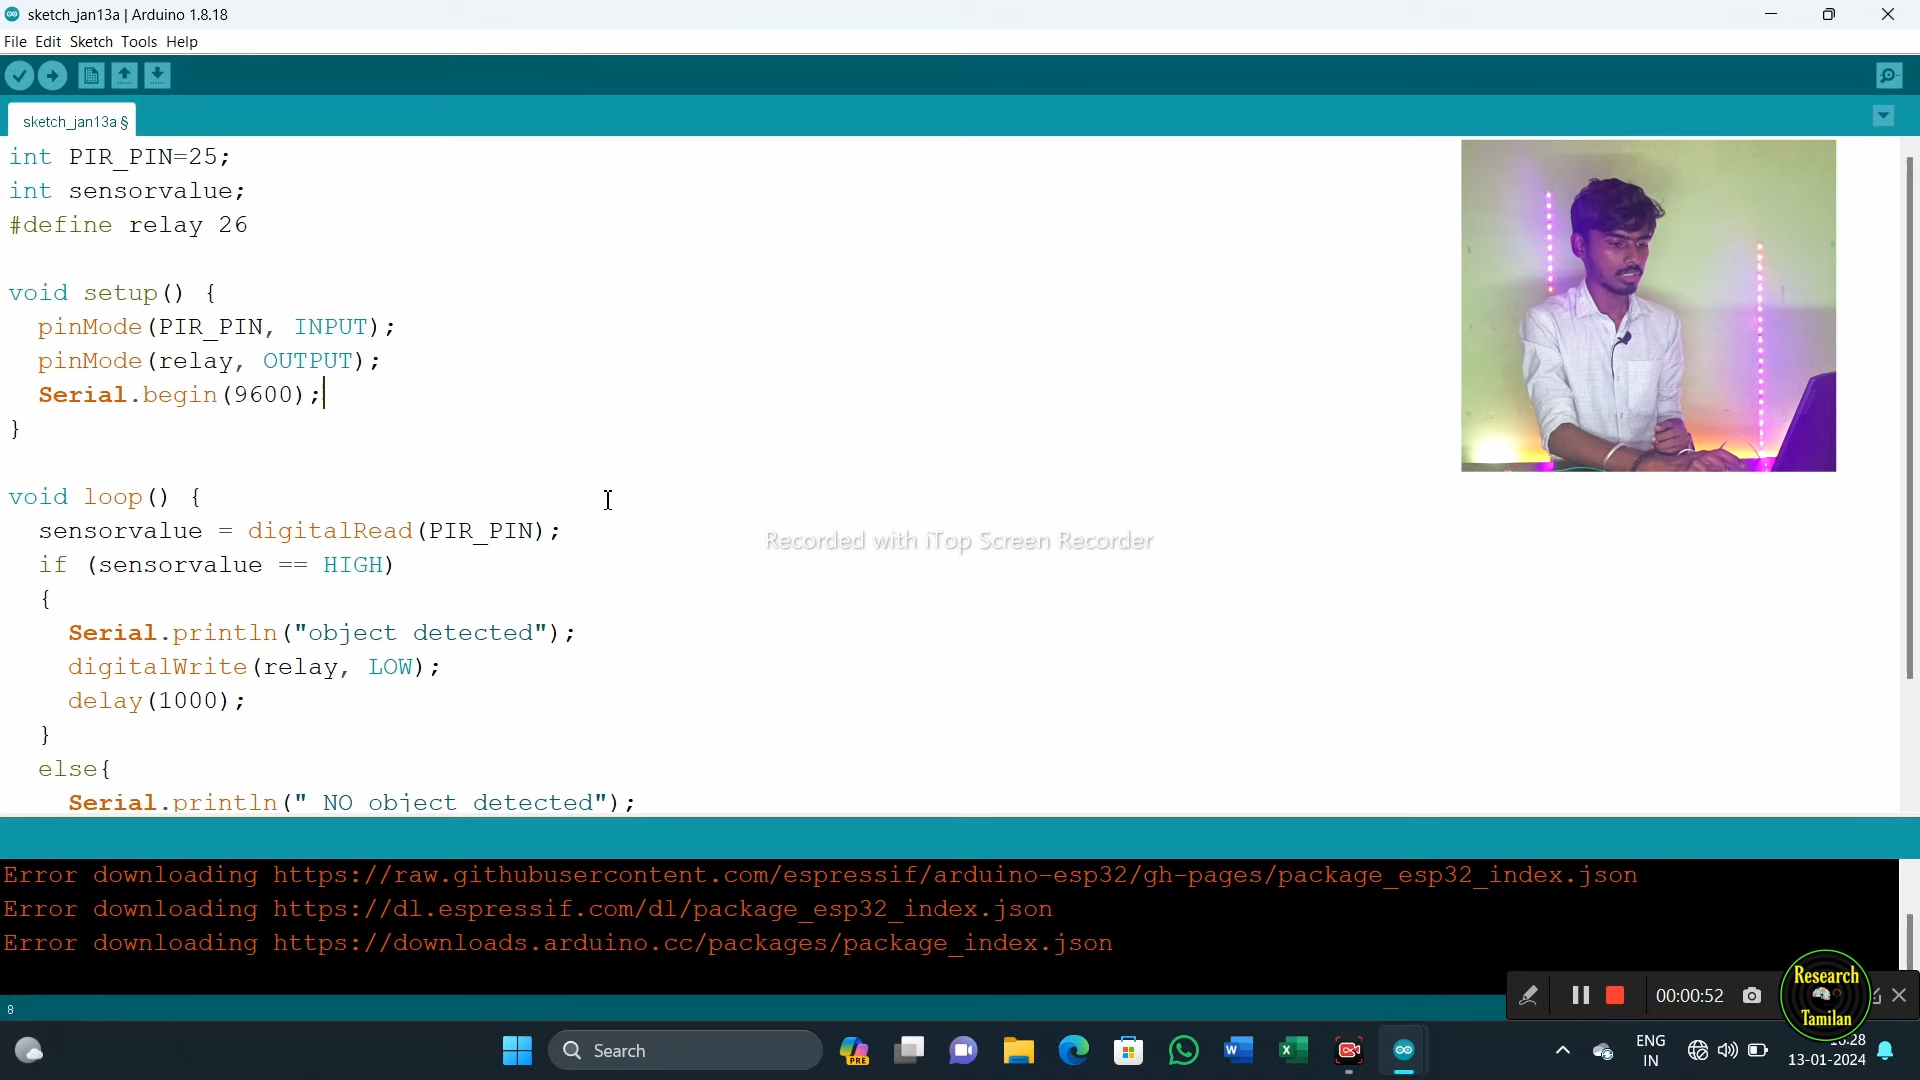 sketch_jan13a | Arduino 1.8.18
File Edit Sketch Tools Help
sketch_jan13a §
int PIR_PIN=25;
int sensorvalue;
#define relay 26
void setup() {
pinMode(PIR_PIN, INPUT);
pinMode(relay, OUTPUT);
Serial.begin(9600);
}
void loop() {
sensorvalue = digitalRead(PIR_PIN);
if (sensorvalue == HIGH)
{
Serial.println("object detected");
digitalWrite(relay, LOW);
delay(1000);
}
else{
Serial.println(" NO object detected");
Recorded with iTop Screen Recorder
Error downloading https://raw.githubusercontent.com/espressif/arduino-esp32/gh-pages/package_esp32_index.json
Error downloading https://dl.espressif.com/dl/package_esp32_index.json
Error downloading https://downloads.arduino.cc/packages/package_index.json
8
00:00:52
Research
Tamilan
Search
PRE
ENG
IN
13-01-2024